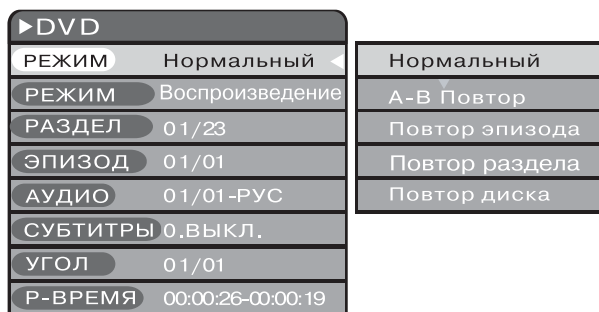 ►DVD
РЕЖИМ Нормальный
РЕЖИМ Воспроизведение
РАЗДЕЛ 01/23
ЭПИЗОД 01/01
АУДИО 01/01-РУС
СУБТИТРЫ 0.ВЫКЛ.
УГОЛ 01/01
Р-ВРЕМЯ 00:00:26-00:00:19
Нормальный
А-В Повтор
Повтор эпизода
Повтор раздела
Повтор диска